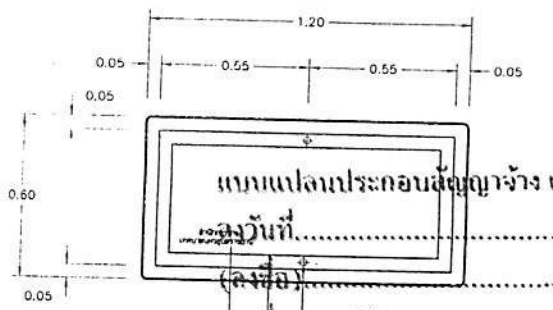 1.20
0.05 0.55 0.55 0.05
0.05
0.60
แบบแปลนประกอบสัญญาจ้าง
ลงวันที่..............................
(ลงชื่อ)..............................
0.05